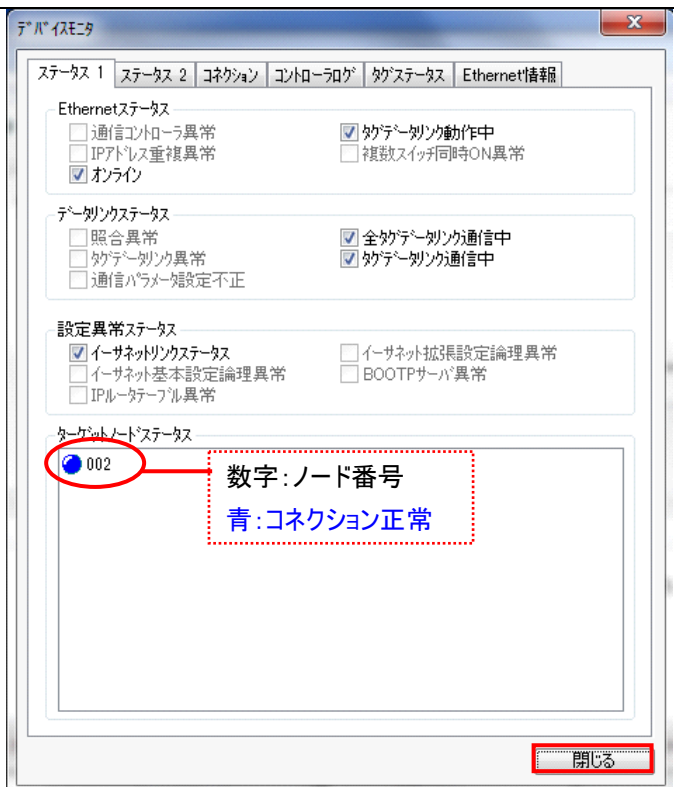 デバイスモニタ
ステータス 1 ステータス 2 コネクション コントローラログ タグステータス Ethernet情報
Ethernetステータス
通信コントローラ異常 タグデータリンク動作中
IPアドレス重複異常 複数スイッチ同時ON異常
オンライン
データリンクステータス
照合異常 全タグデータリンク通信中
タグデータリンク異常 タグデータリンク通信中
通信パラメータ設定不正
設定異常ステータス
イーサネットリンクステータス イーサネット拡張設定論理異常
イーサネット基本設定論理異常 BOOTPサーバ異常
IPルータテーブル異常
ターゲットノードステータス
002
数字:ノード番号
青:コネクション正常
閉じる